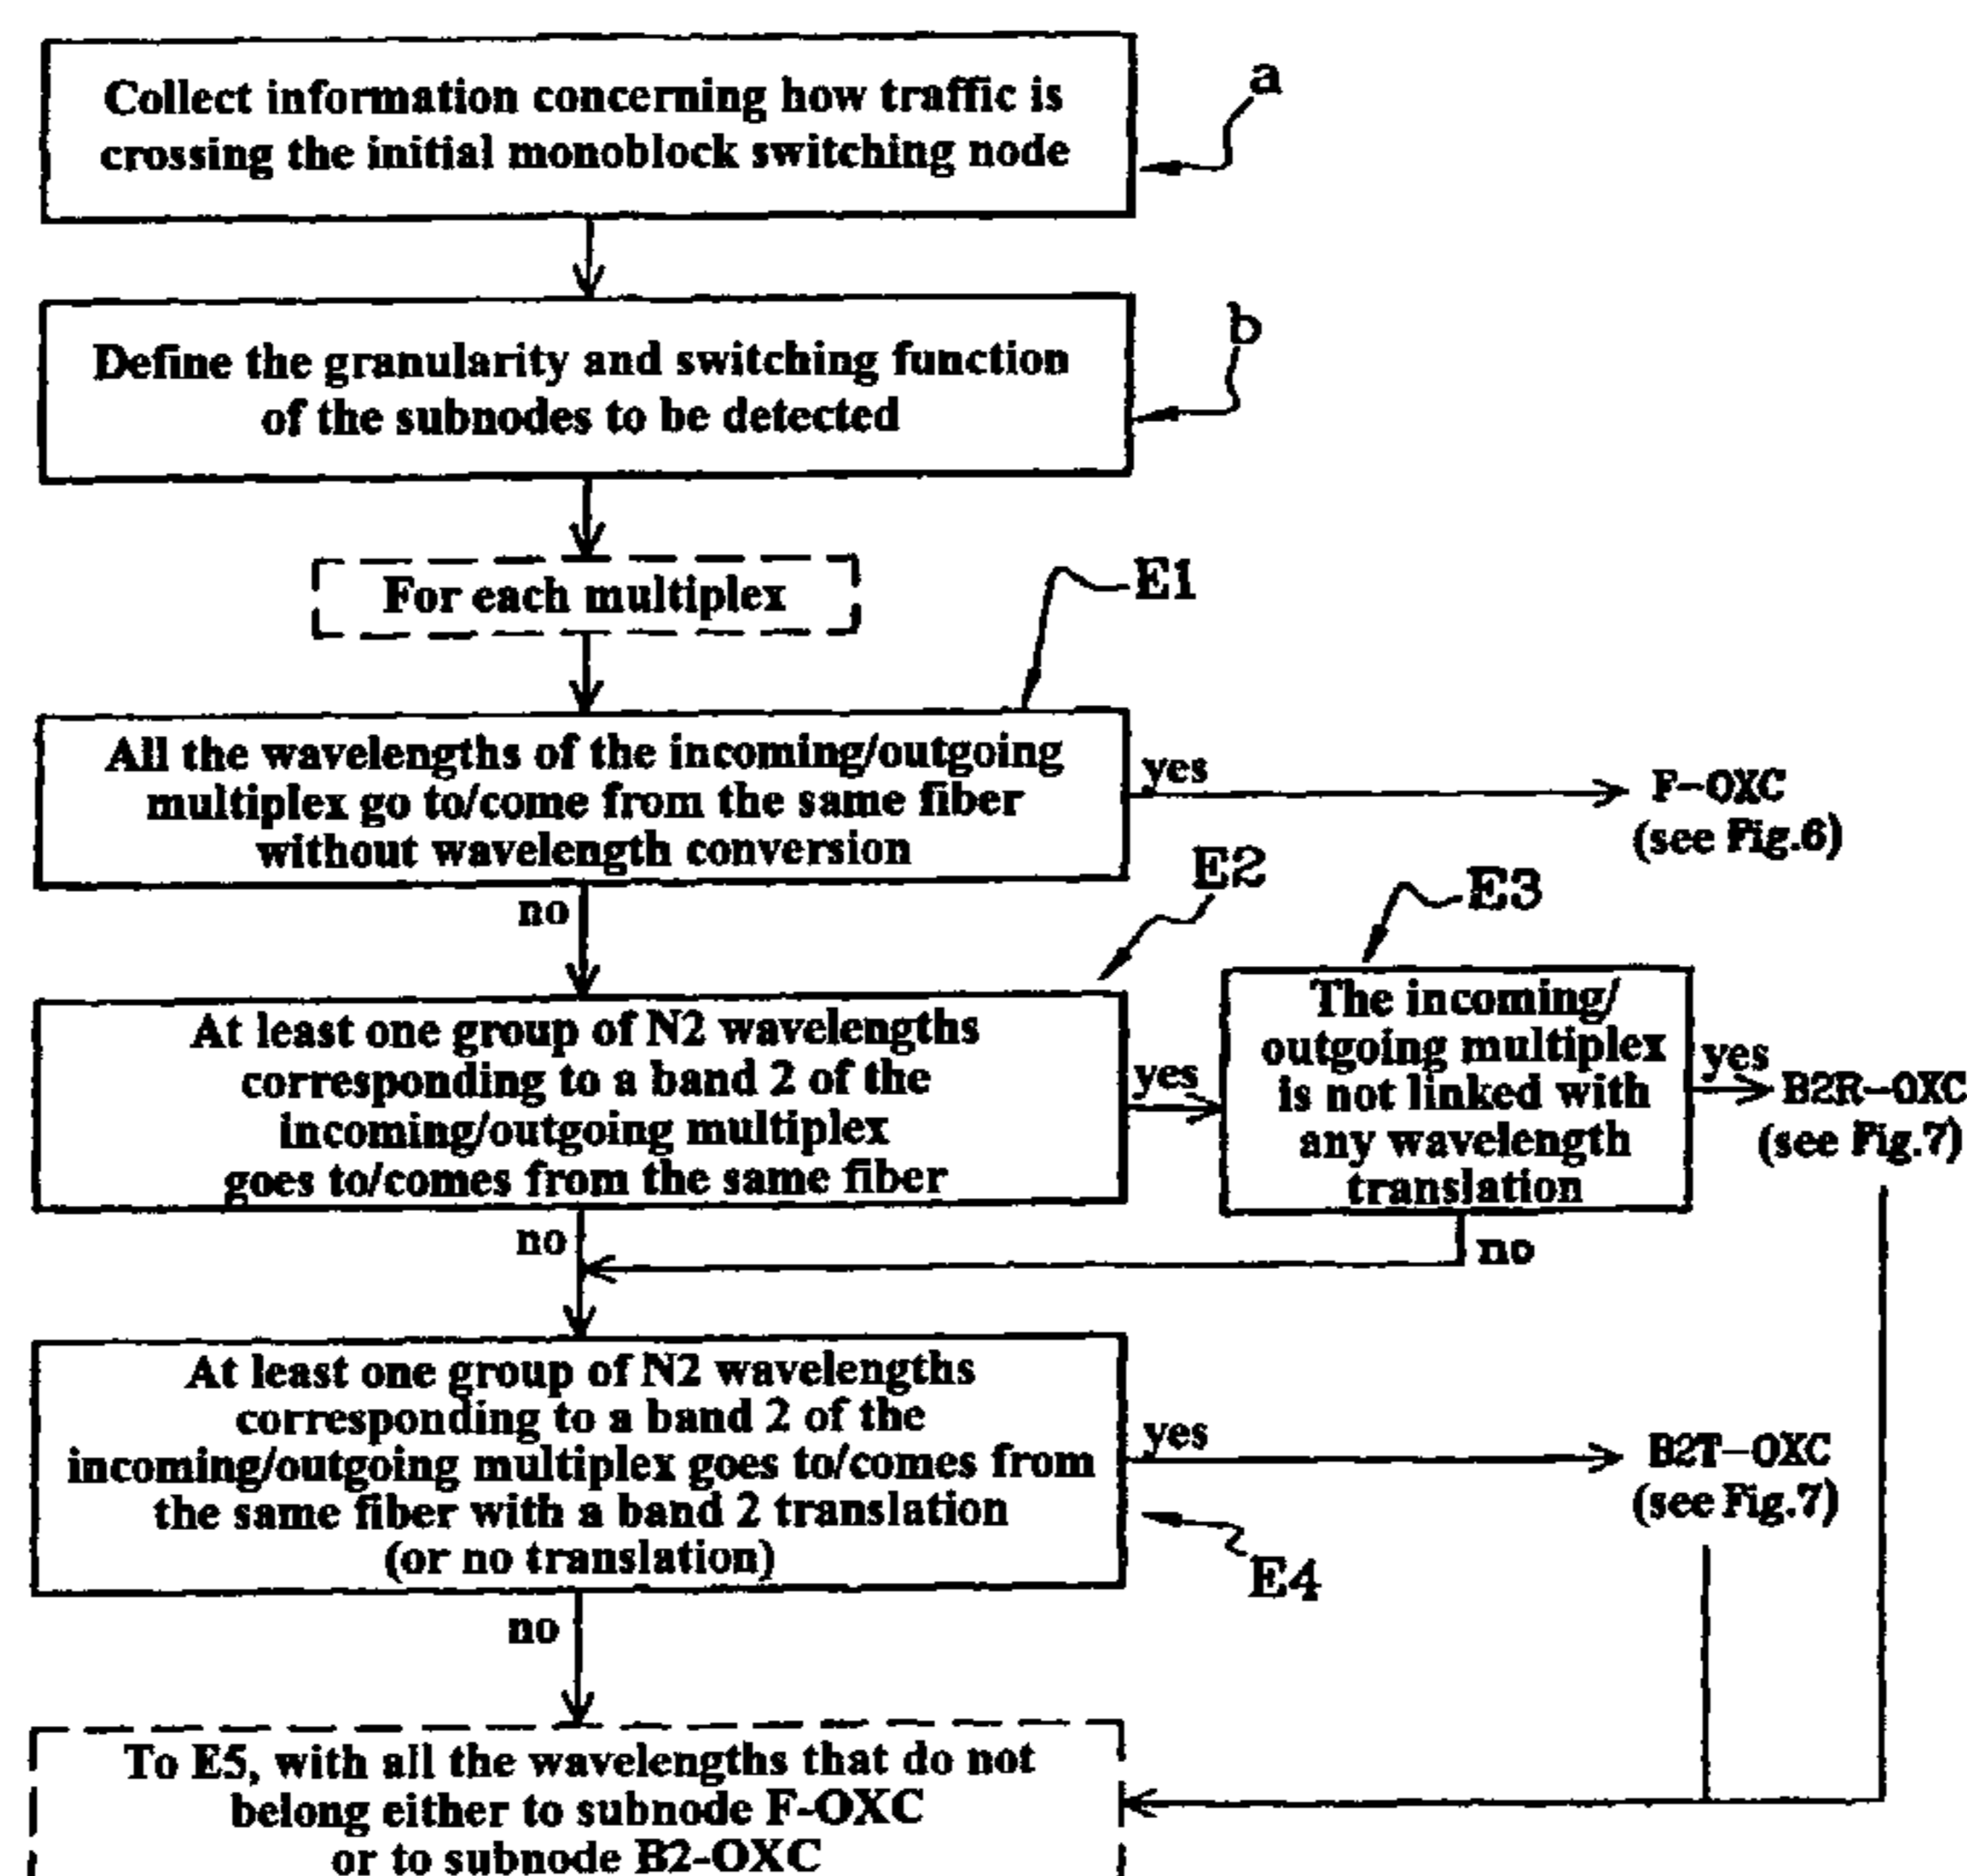 Collect information concerning how traffic is
crossing the initial monoblock switching node
a
Define the granularity and switching function
of the subnodes to be detected
b
For each multiplex
E1
All the wavelengths of the incoming/outgoing
multiplex go to/come from the same fiber
without wavelength conversion
yes
F-OXC
(see Fig.6)
no
E2
E3
At least one group of N2 wavelengths
corresponding to a band 2 of the
incoming/outgoing multiplex
goes to/comes from the same fiber
yes
The incoming/
outgoing multiplex
is not linked with
any wavelength
translation
yes
B2R-OXC
(see Fig.7)
no
no
At least one group of N2 wavelengths
corresponding to a band 2 of the
incoming/outgoing multiplex goes to/comes from
the same fiber with a band 2 translation
(or no translation)
yes
B2T-OXC
(see Fig.7)
E4
no
To E5, with all the wavelengths that do not
belong either to subnode F-OXC
or to subnode B2-OXC